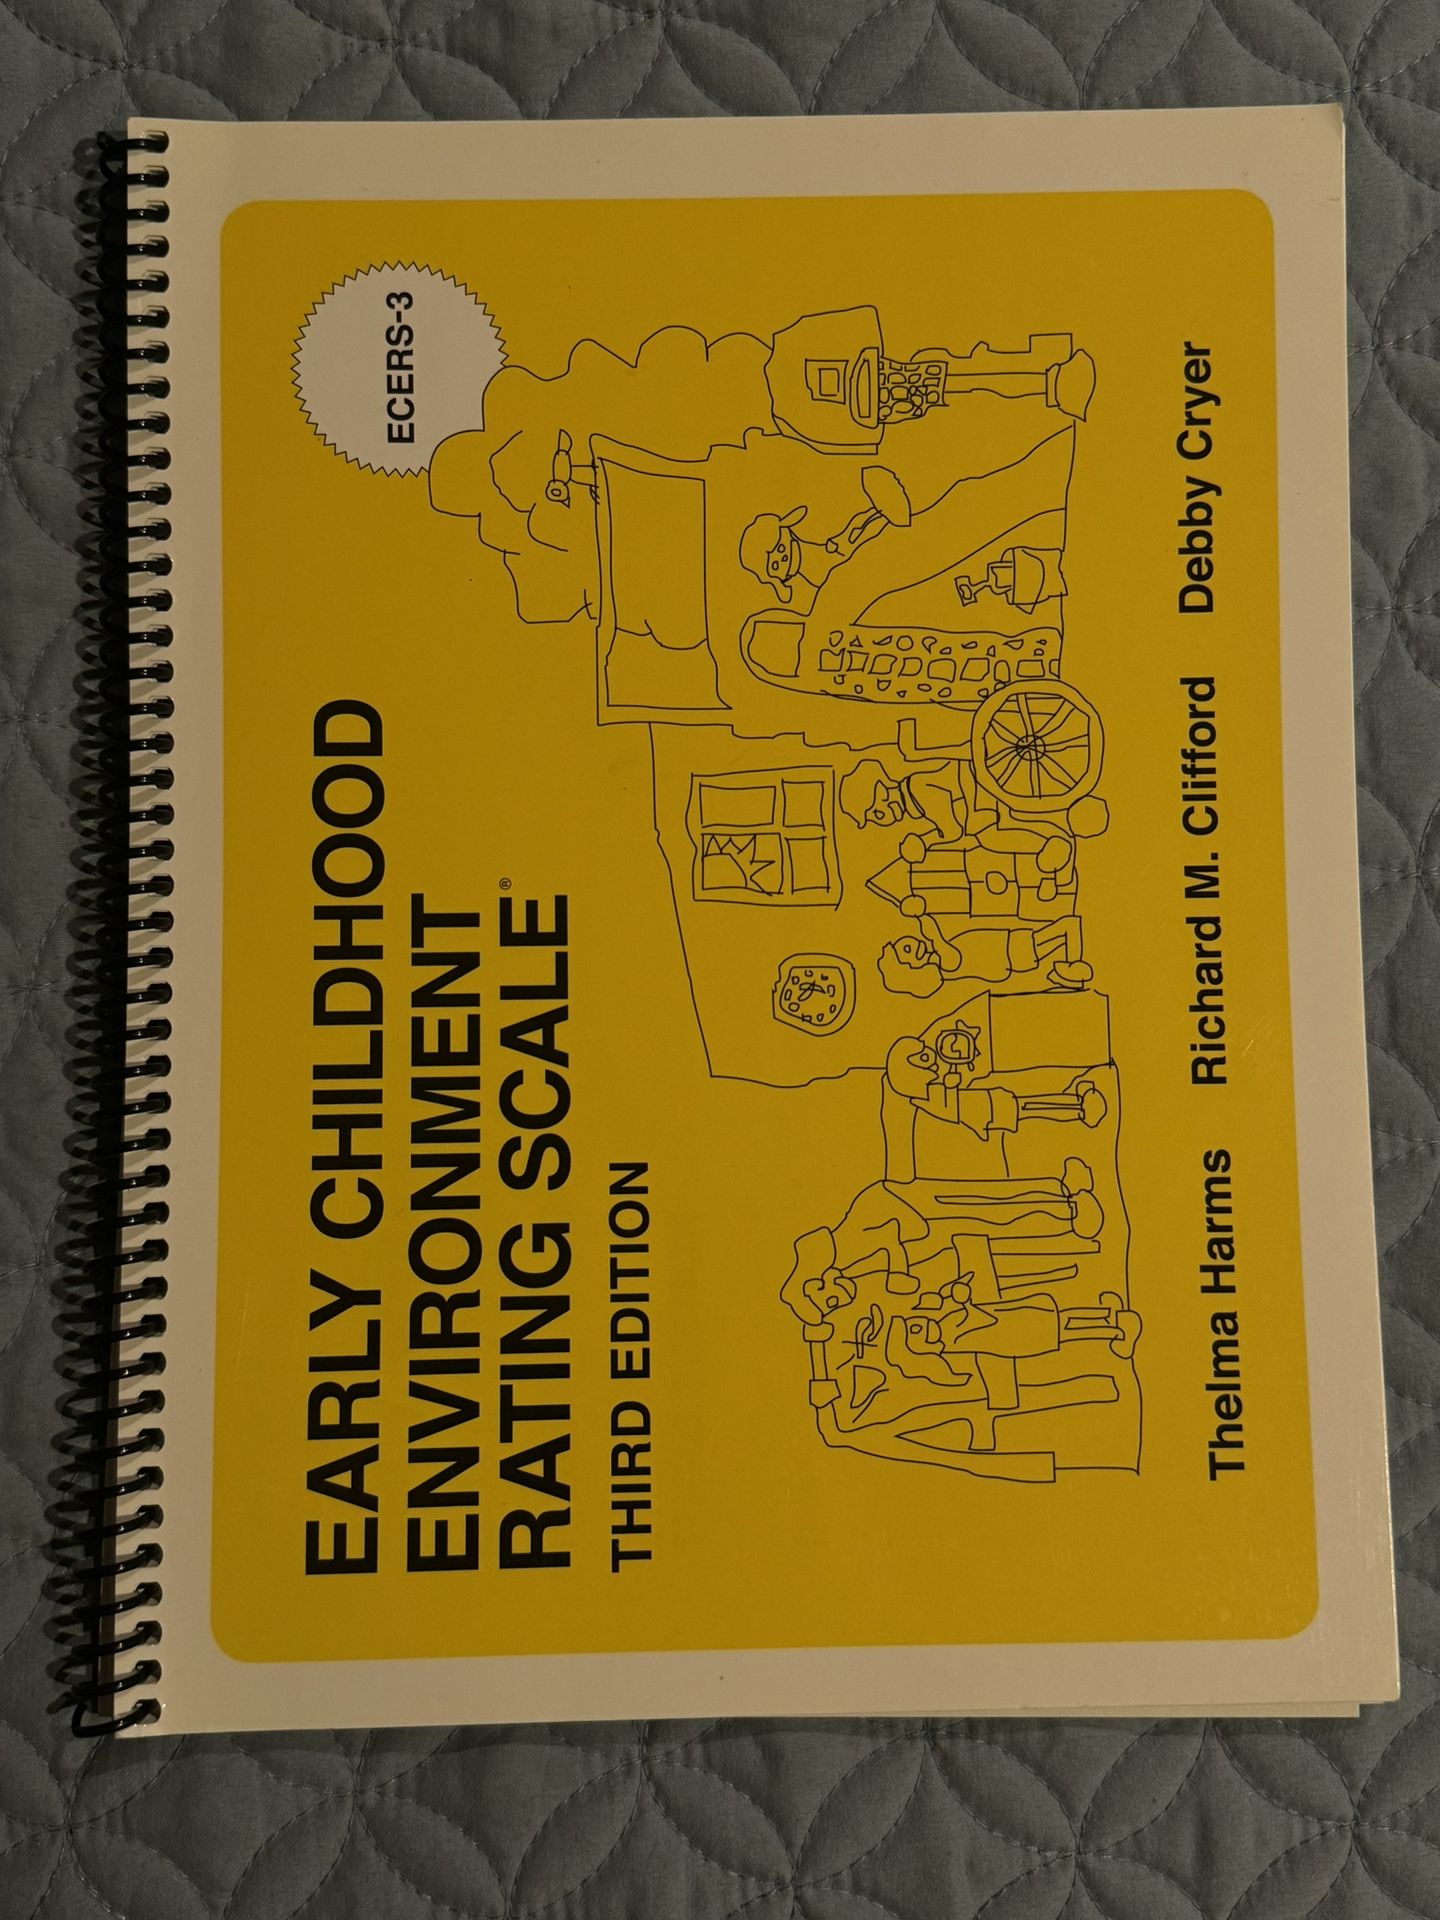 ECERS-3
EARLY CHILDHOOD
ENVIRONMENT
RATING SCALE®
THIRD EDITION
Thelma Harms Richard M. Clifford Debby Cryer